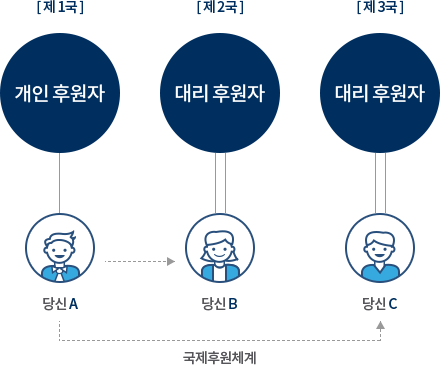 [ 제 1국 ]
[ 제 2국 ]
[ 제 3국 ]
개인 후원자
대리 후원자
대리 후원자
당신 A
당신 B
당신 C
국제후원체계